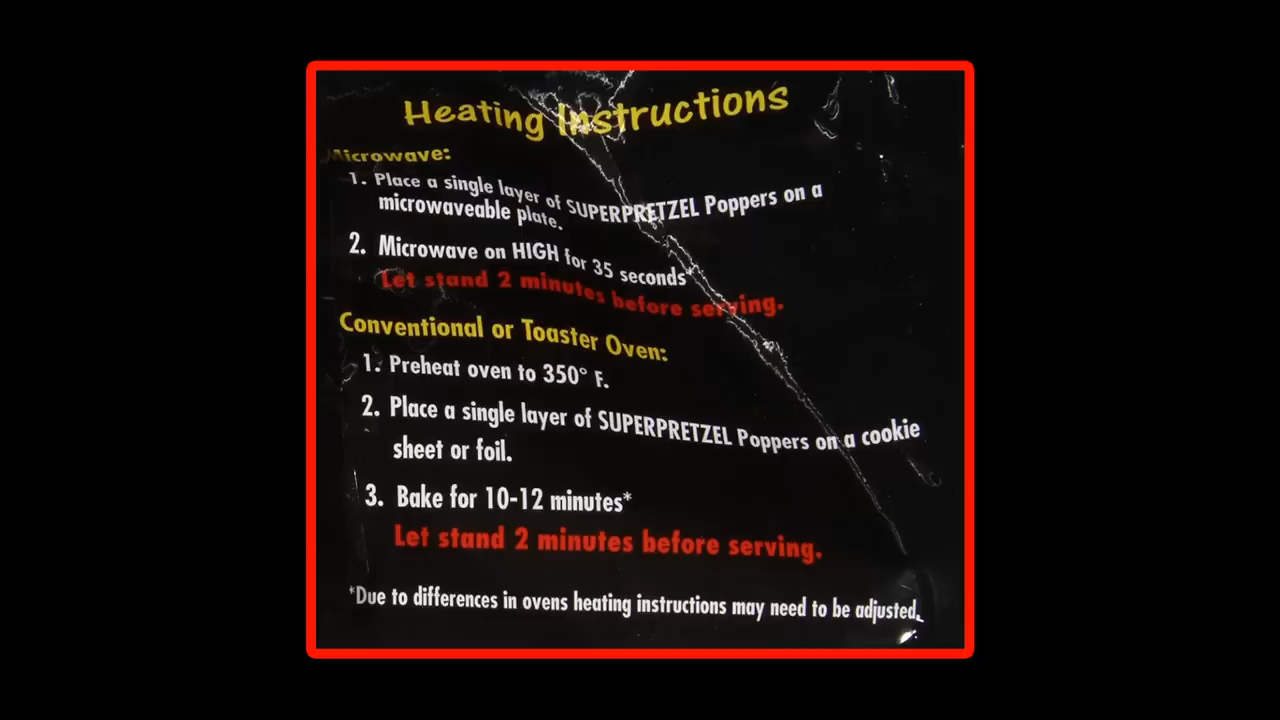 Heating Instructions
Microwave:
1. Place a single layer of SUPERPRETZEL Poppers on a
microwaveable plate.
2. Microwave on HIGH for 35 seconds*
Let stand 2 minutes before serving.
Conventional or Toaster Oven:
1. Preheat oven to 350° F.
2. Place a single layer of SUPERPRETZEL Poppers on a cookie
sheet or foil.
3. Bake for 10-12 minutes*
Let stand 2 minutes before serving.
*Due to differences in ovens heating instructions may need to be adjusted.